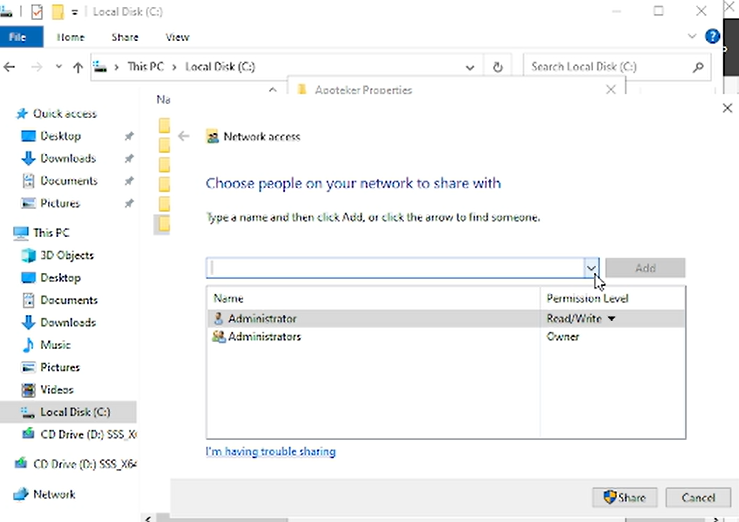 Local Disk (C:)
File Home Share View
This PC > Local Disk (C:)
Search Local Disk (C:)
Apoteker Properties
Na
Quick access
Desktop
Downloads
Documents
Pictures
This PC
3D Objects
Desktop
Documents
Downloads
Music
Pictures
Videos
Local Disk (C:)
CD Drive (D:) SSS_X6
CD Drive (D:) SSS_X64
Network
Network access
Choose people on your network to share with
Type a name and then click Add, or click the arrow to find someone.
Add
Name Permission Level
Administrator Read/Write
Administrators Owner
I'm having trouble sharing
Share Cancel